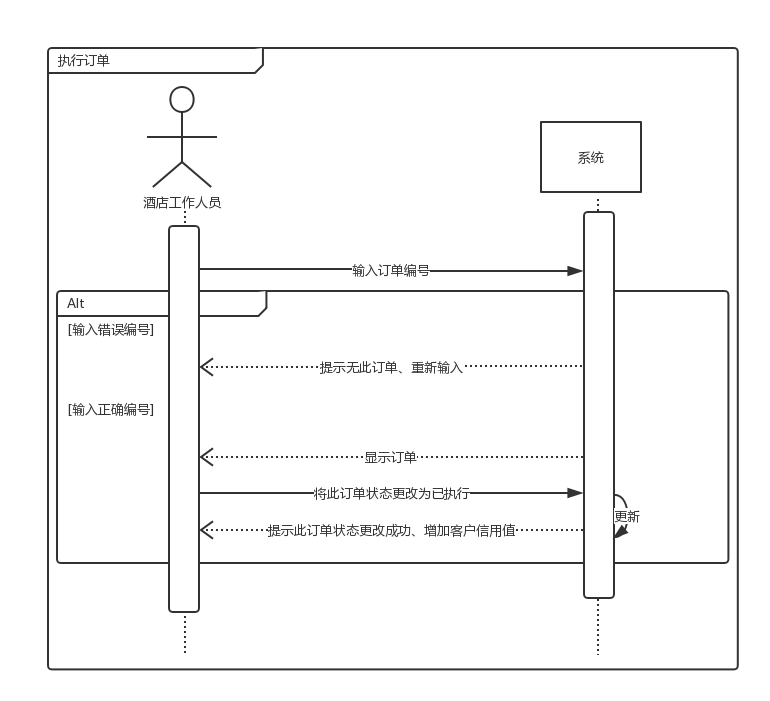 执行订单
酒店工作人员
系统
输入订单编号
Alt
[输入错误编号]
提示无此订单、重新输入
[输入正确编号]
显示订单
将此订单状态更改为已执行
更新
提示此订单状态更改成功、增加客户信用值